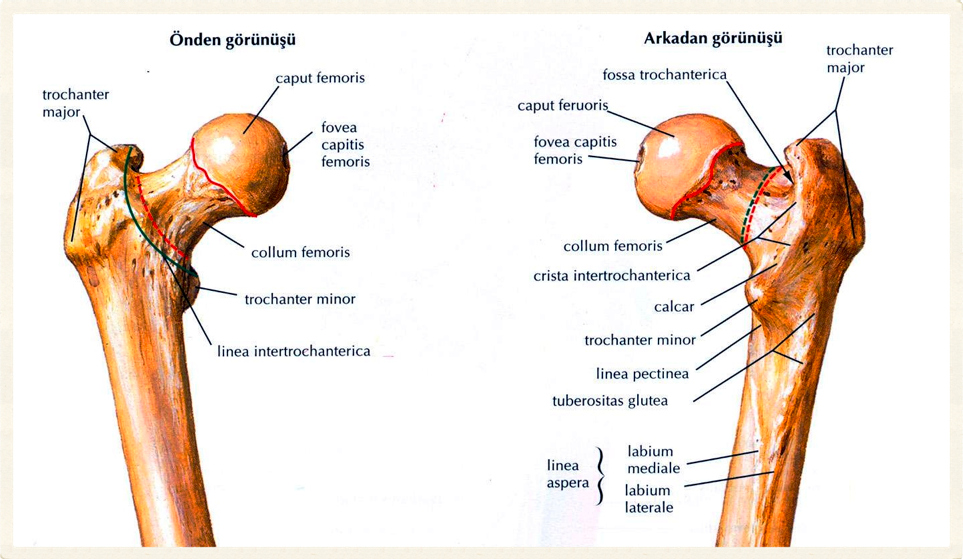 Önden görünüşü
caput femoris
trochanter
major
fovea
capitis
femoris
collum femoris
trochanter minor
linea intertrochanterica
Arkadan görünüşü
trochanter
major
fossa trochanterica
caput feruoris
fovea capitis
femoris
collum femoris
crista intertrochanterica
calcar
trochanter minor
linea pectinea
tuberositas glutea
linea
aspera
labium
mediale
labium
laterale